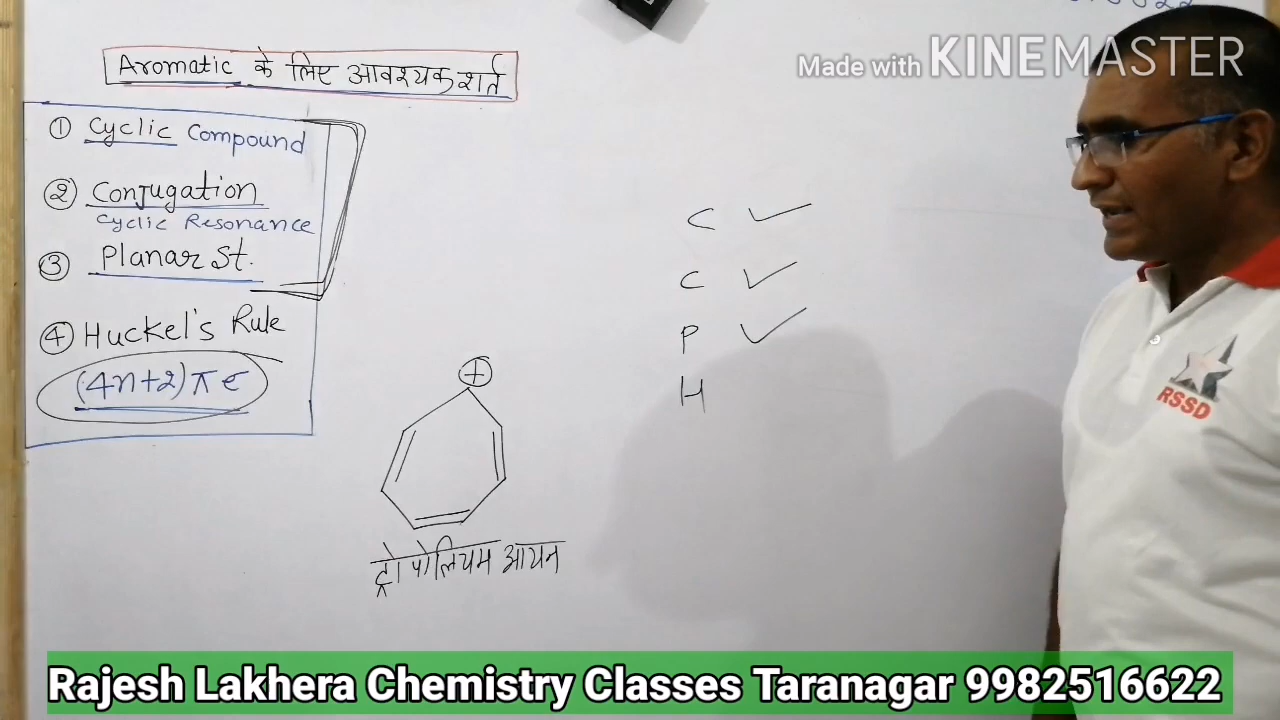 Made with KINEMASTER
Aromatic के लिए आवश्यक शर्त
① Cyclic Compound
② Conjugation
Cyclic Resonance
③ Planar St.
④ Huckel's Rule
(4n+2)πe
C ✓
C ✓
P ✓
H
+
ट्रोपोलियम आयन
RSSD
Rajesh Lakhera Chemistry Classes Taranagar 9982516622